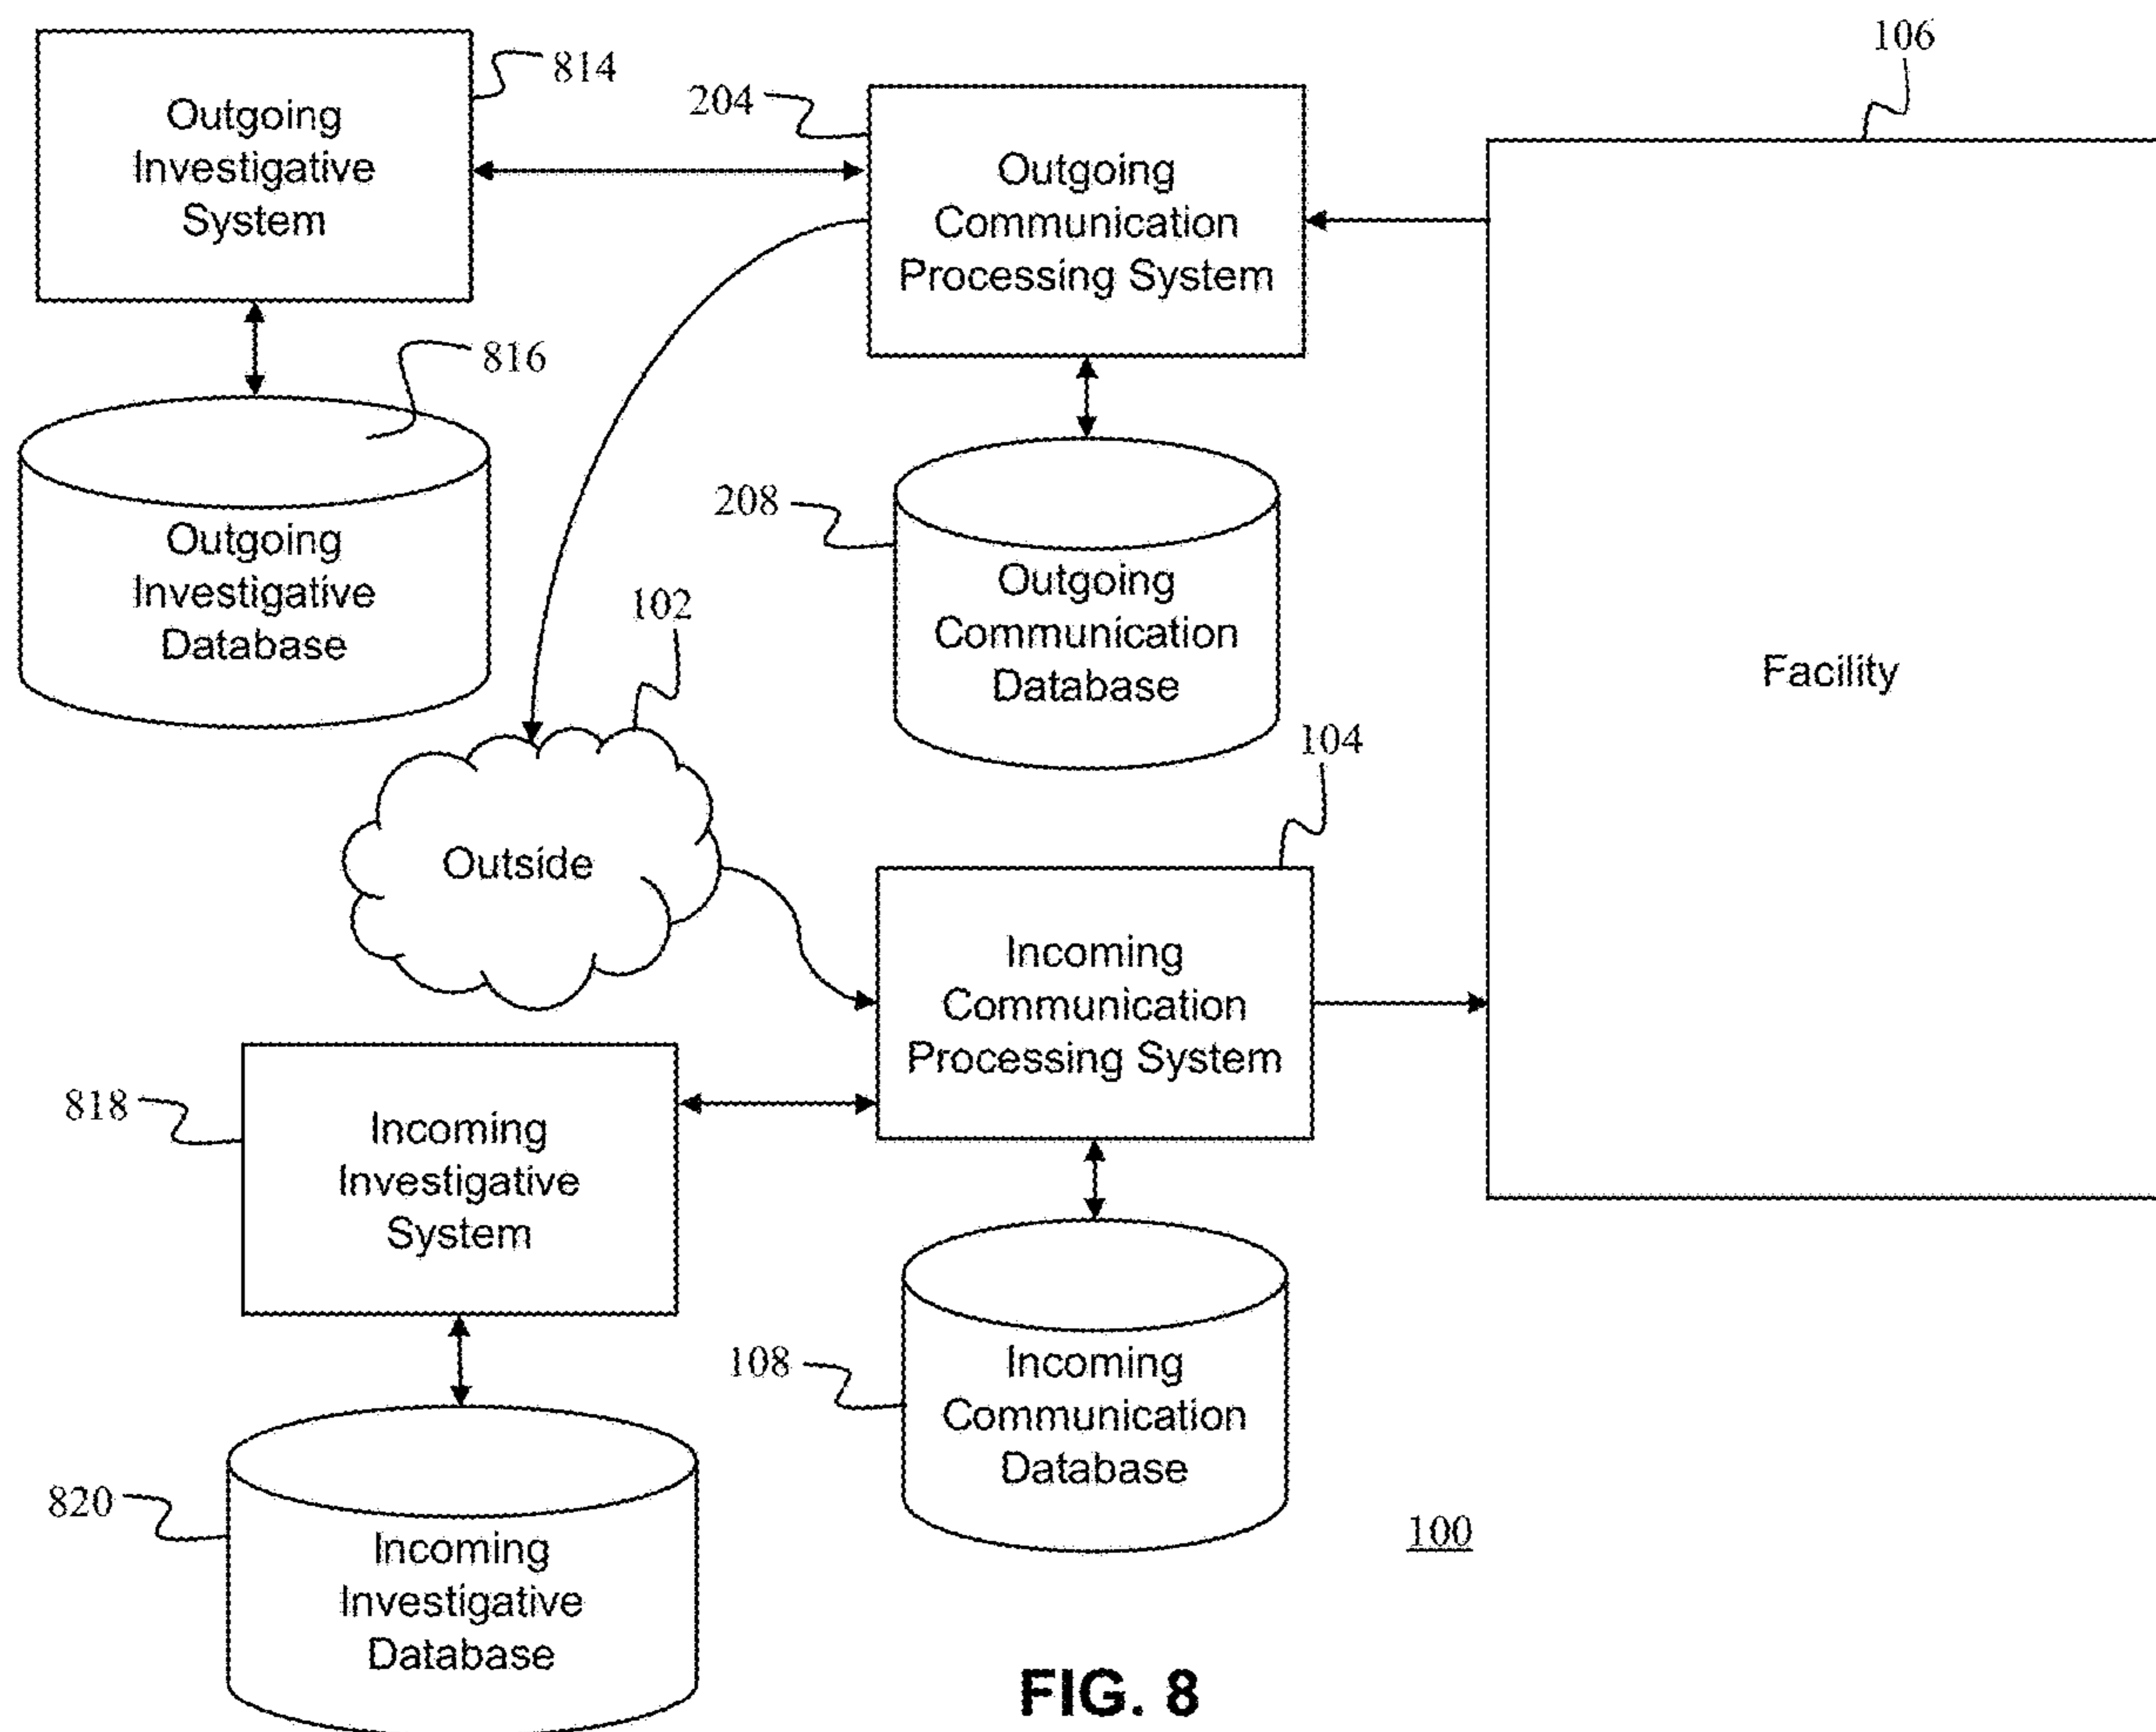 106
814
204
Outgoing
Investigative
System
Outgoing
Communication
Processing System
816
208
Outgoing
Investigative
Database
Outgoing
Communication
Database
102
Facility
104
Outside
Incoming
Communication
Processing System
818
Incoming
Investigative
System
108
Incoming
Communication
Database
820
Incoming
Investigative
Database
100
FIG. 8